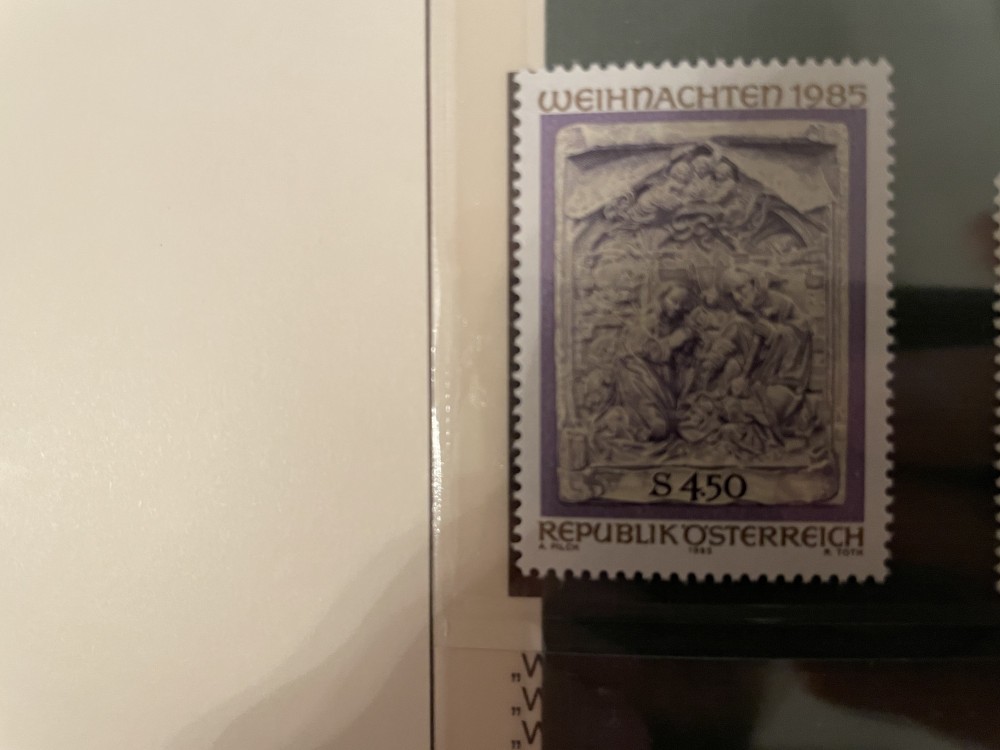 WEIHNACHTEN 1985
S 4.50
REPUBLIK ÖSTERREICH
A. PILCH 1985 K. TOTH
„W
„W
„W